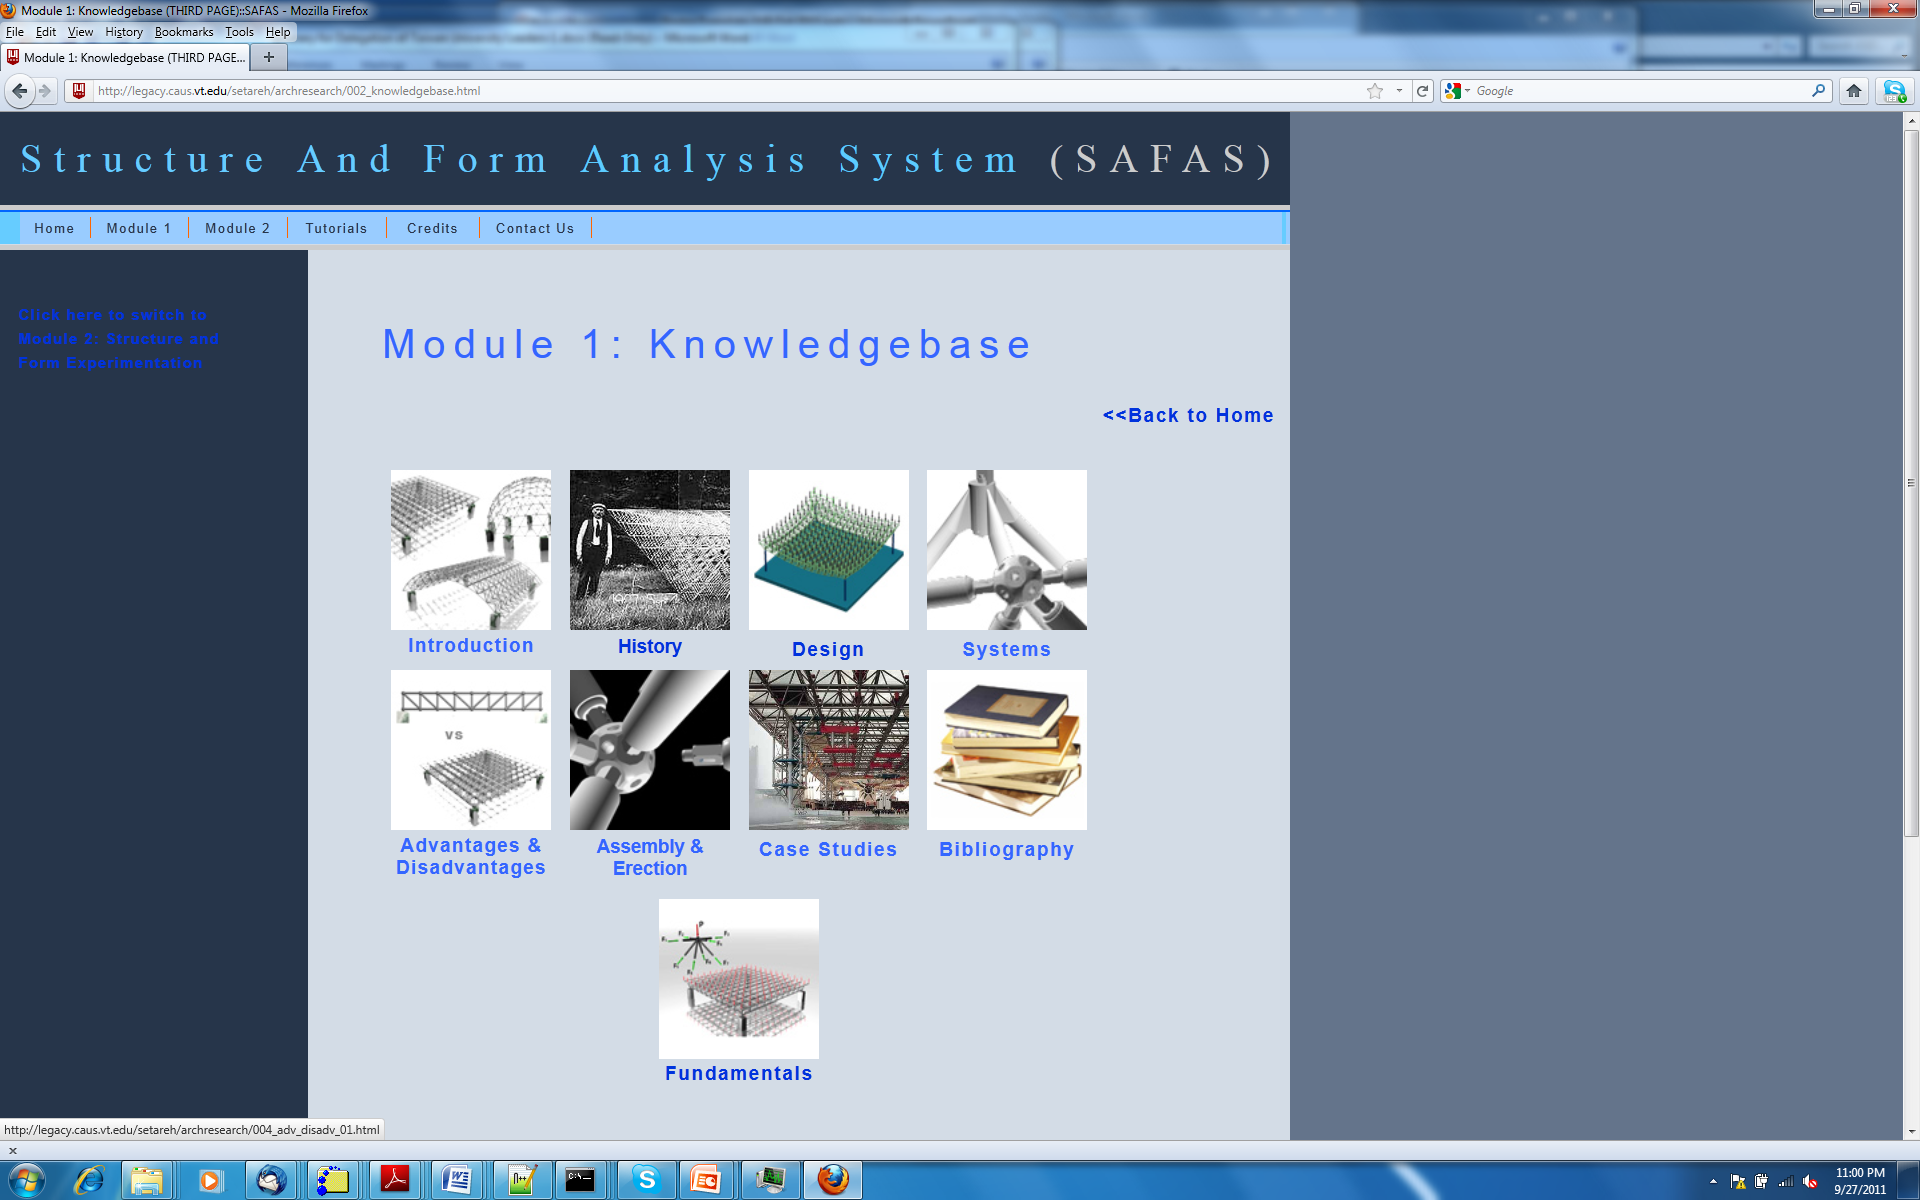 Module 1: Knowledgebase (THIRD PAGE)::SAFAS - Mozilla Firefox
File Edit View History Bookmarks Tools Help
Module 1: Knowledgebase (THIRD PAGE...
http://legacy.caus.vt.edu/setareh/archresearch/002_knowledgebase.html
Google
Structure And Form Analysis System (SAFAS)
Home Module 1 Module 2 Tutorials Credits Contact Us
Click here to switch to
Module 2: Structure and
Form Experimentation
Module 1: Knowledgebase
<<Back to Home
Introduction History Design Systems
vs
Advantages &
Disadvantages
Assembly &
Erection
Case Studies
Bibliography
Fundamentals
http://legacy.caus.vt.edu/setareh/archresearch/004_adv_disadv_01.html
11:00 PM
9/27/2011